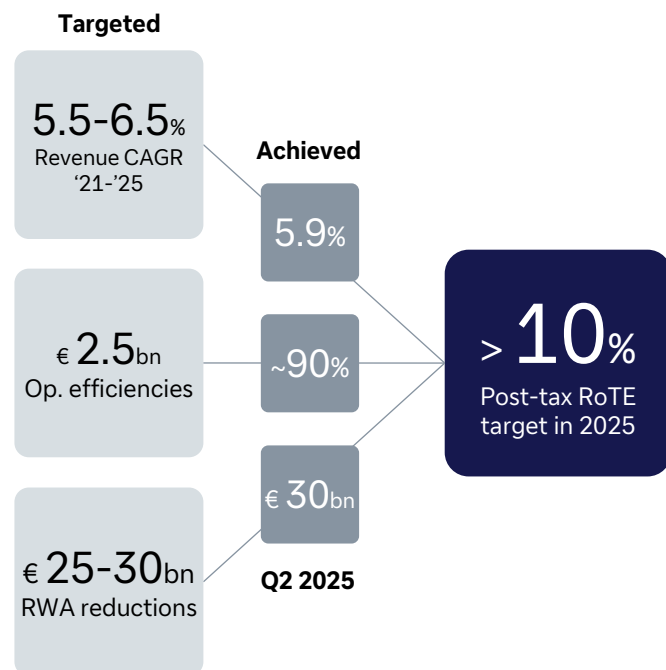 Targeted
5.5-6.5%
Revenue CAGR
‘21-’25
Achieved
5.9%
€ 2.5bn
Op. efficiencies
~90%
> 10%
Post-tax RoTE
target in 2025
€ 30bn
€ 25-30bn
RWA reductions
Q2 2025